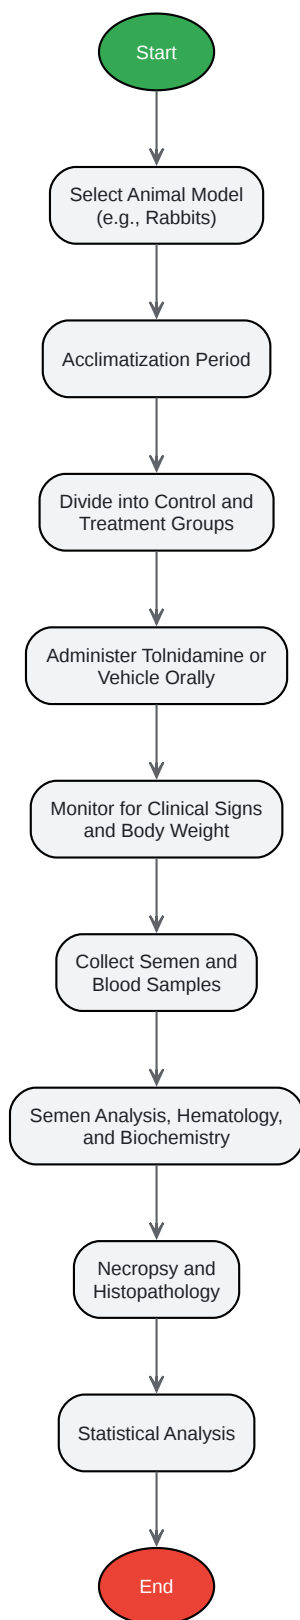 Start
Select Animal Model
(e.g., Rabbits)
Acclimatization Period
Divide into Control and
Treatment Groups
Administer Tolnidamine or
Vehicle Orally
Monitor for Clinical Signs
and Body Weight
Collect Semen and
Blood Samples
Semen Analysis, Hematology,
and Biochemistry
Necropsy and
Histopathology
Statistical Analysis
End